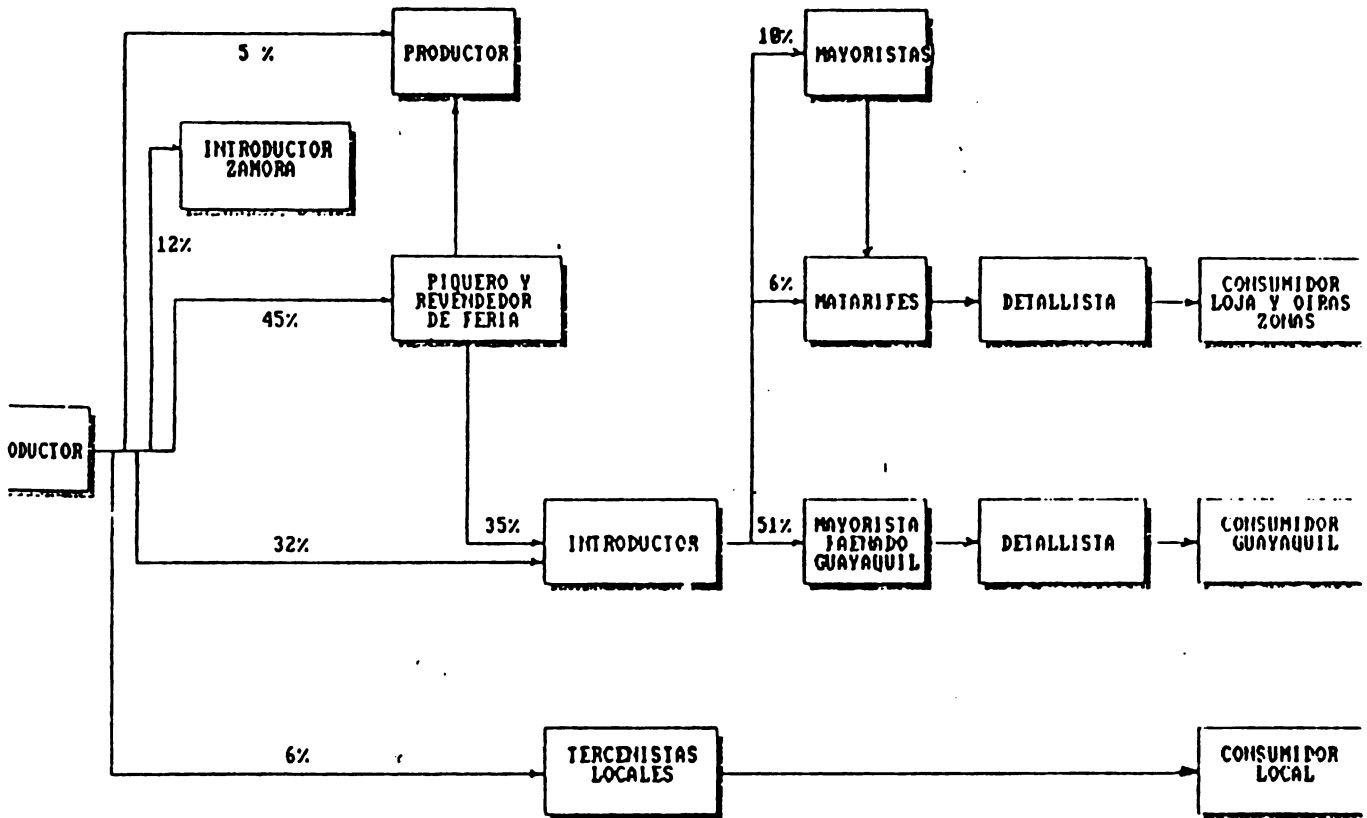 5 %
PRODUCTOR
10%
MAYORISTAS
INTRODUCTOR
ZAMORA
12%
45%
PIQUERO Y
REVENDEDOR
DE FERIA
6%
MATARIFES
DETALLISTA
CONSUMIDOR
LOJA Y OTRAS
ZONAS
ODUCTOR
32%
35%
INTRODUCTOR
51%
MAYORISTA
FAENADO
GUAYAQUIL
DETALLISTA
CONSUMIDOR
GUAYAQUIL
6%
TERCENISTAS
LOCALES
CONSUMIDOR
LOCAL